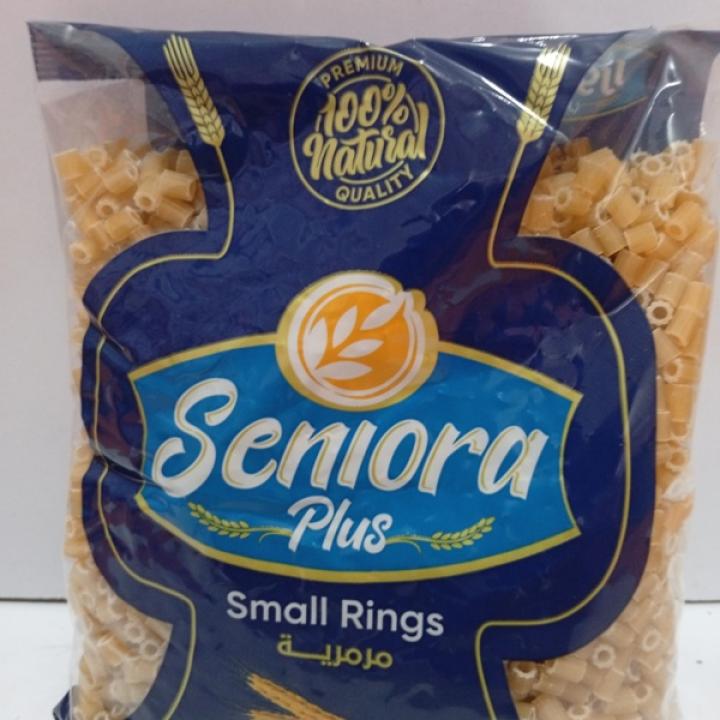 PREMIUM
100%
Natural
QUALITY
Seniora
Plus
Small Rings
مرمرية